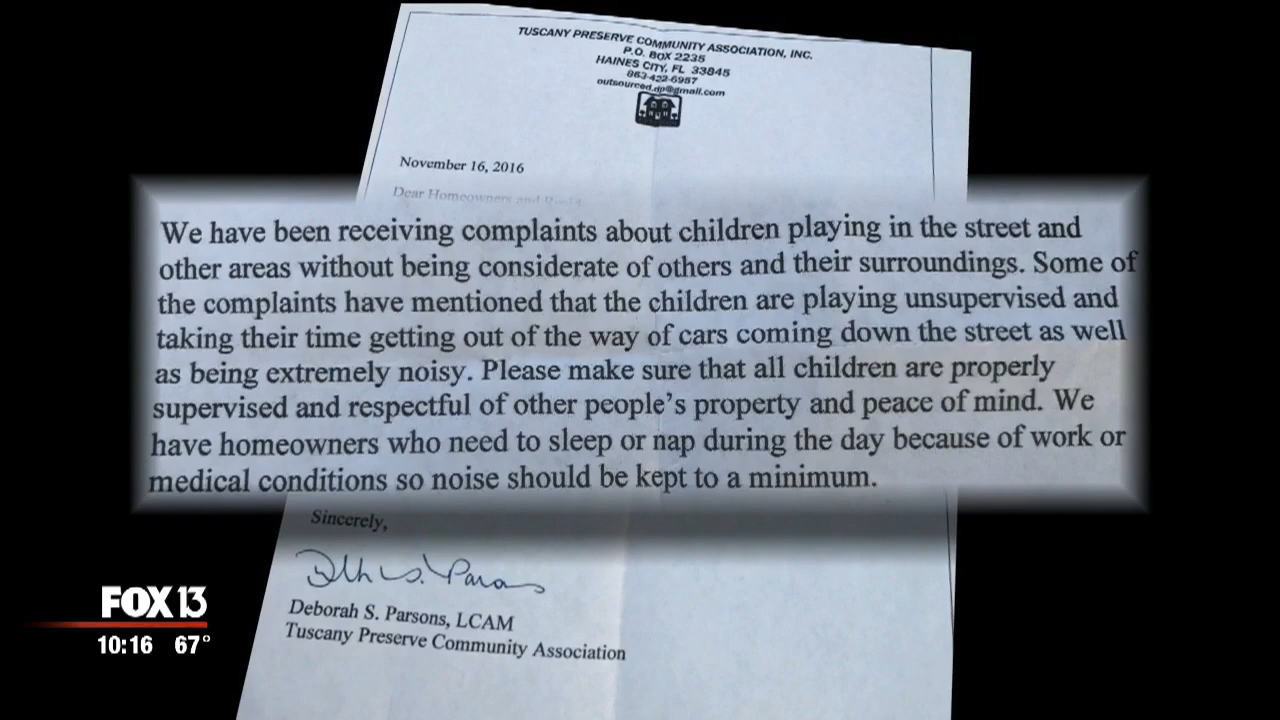 TUSCANY PRESERVE COMMUNITY ASSOCIATION, INC.
P.O. BOX 2235
HAINES CITY, FL 33845
863-422-6957
outsourced.dp@gmail.com
November 16, 2016
Dear Homeowners and
We have been receiving complaints about children playing in the street and
other areas without being considerate of others and their surroundings. Some of
the complaints have mentioned that the children are playing unsupervised and
taking their time getting out of the way of cars coming down the street as well
as being extremely noisy. Please make sure that all children are properly
supervised and respectful of other people's property and peace of mind. We
have homeowners who need to sleep or nap during the day because of work or
medical conditions so noise should be kept to a minimum.
Sincerely,
Deborah S. Parsons, LCAM
Tuscany Preserve Community Association
FOX 13
10:16 67°